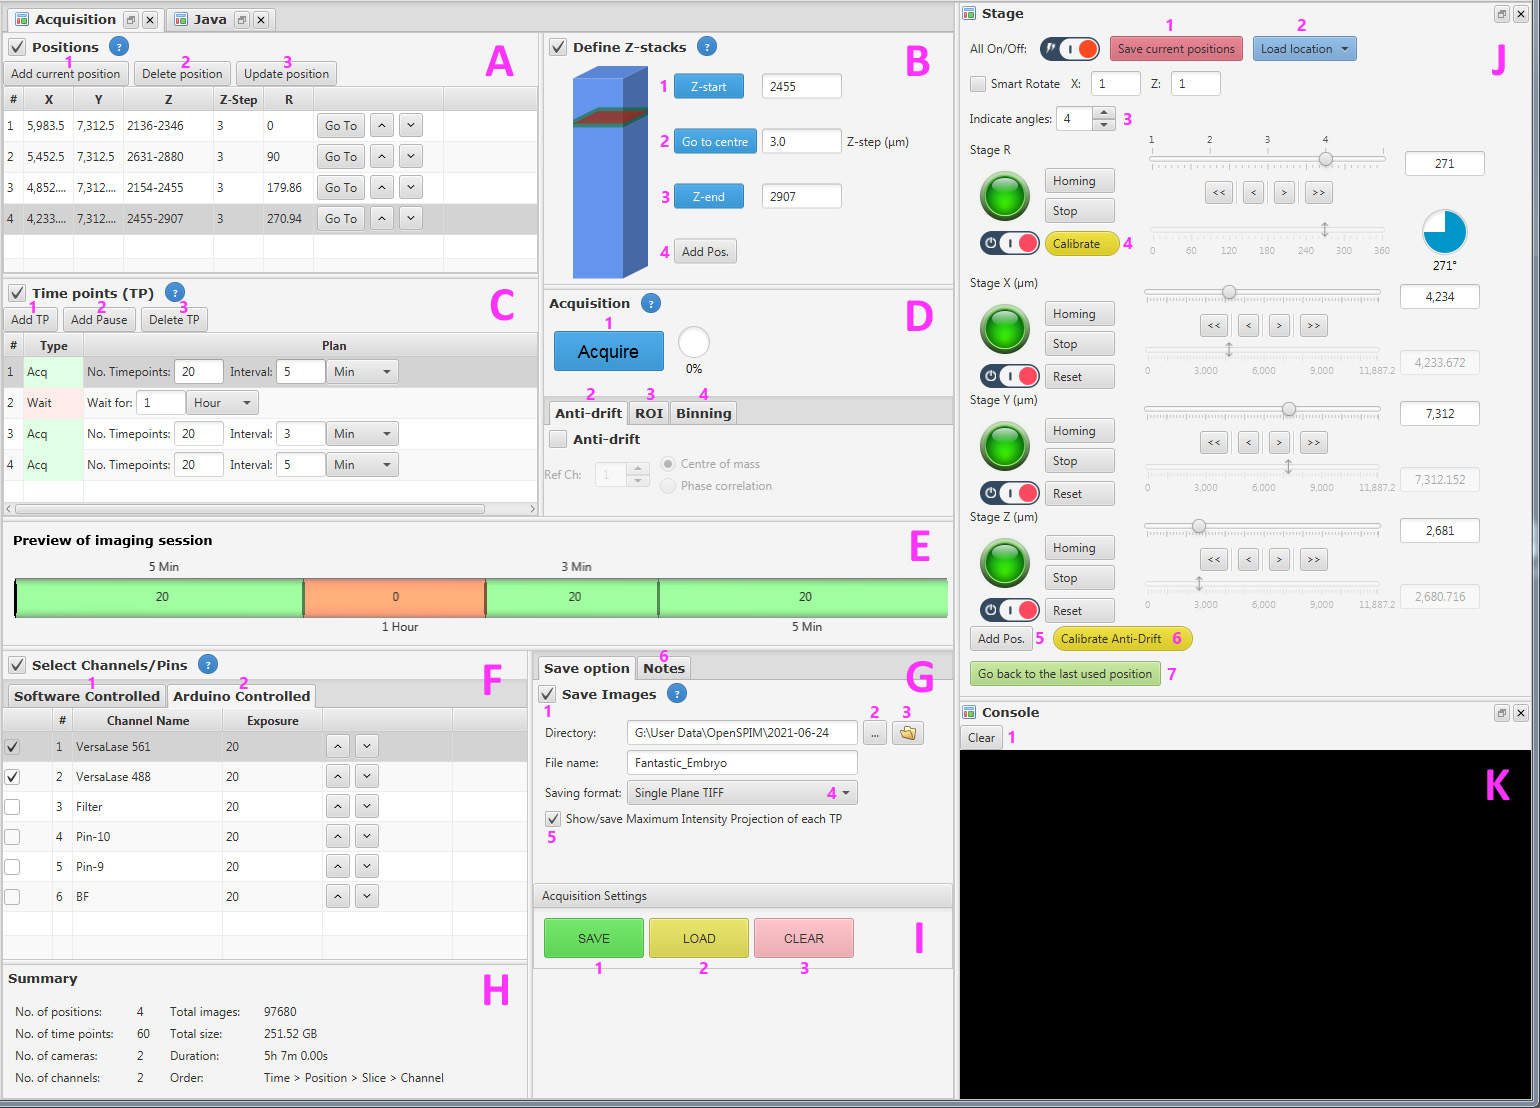 Acquisition
Java
Positions ?
A
1 2 3
Add current position Delete position Update position
# X Y Z Z-Step R
1 5,983.5 7,312.5 2136-2346 3 0 Go To
2 5,452.5 7,312.5 2631-2880 3 90 Go To
3 4,852.... 7,312.... 2154-2455 3 179.86 Go To
4 4,233.... 7,312.... 2455-2907 3 270.94 Go To
Define Z-stacks ?
B
1 Z-start 2455
2 Go to centre 3.0 Z-step (µm)
3 Z-end 2907
4 Add Pos.
Time points (TP) ?
C
1 2 3
Add TP Add Pause Delete TP
# Type Plan
1 Acq No. Timepoints: 20 Interval: 5 Min
2 Wait Wait for: 1 Hour
3 Acq No. Timepoints: 20 Interval: 3 Min
4 Acq No. Timepoints: 20 Interval: 5 Min
Acquisition ?
D
1
Acquire
0%
2 3 4
Anti-drift ROI Binning
Anti-drift
Ref Ch: 1 Centre of mass
Phase correlation
Preview of imaging session
E
5 Min 3 Min
20 0 20 20
1 Hour 5 Min
Select Channels/Pins ?
F
1 2
Software Controlled Arduino Controlled
# Channel Name Exposure
1 VersaLase 561 20
2 VersaLase 488 20
3 Filter 20
4 Pin-10 20
5 Pin-9 20
6 BF 20
6
Save option Notes
G
Save Images ?
1 2 3
Directory: G:\User Data\OpenSPIM\2021-06-24 ...
File name: Fantastic_Embryo
Saving format: Single Plane TIFF 4
Show/save Maximum Intensity Projection of each TP
5
Acquisition Settings
SAVE LOAD CLEAR
I
1 2 3
Summary
H
No. of positions: 4 Total images: 97680
No. of time points: 60 Total size: 251.52 GB
No. of cameras: 2 Duration: 5h 7m 0.00s
No. of channels: 2 Order: Time > Position > Slice > Channel
Stage
1 2
All On/Off: Save current positions Load location
J
Smart Rotate X: 1 Z: 1
Indicate angles: 4 3
1 2 3 4
Stage R
271
Homing
<< < > >>
Stop
Calibrate 4
0 60 120 180 240 300 360
271°
Stage X (µm)
4,234
Homing
<< < > >>
Stop
4,233.672
0 3,000 6,000 9,000 11,887.2
Reset
Stage Y (µm)
7,312
Homing
<< < > >>
Stop
7,312.152
0 3,000 6,000 9,000 11,887.2
Reset
Stage Z (µm)
2,681
Homing
<< < > >>
Stop
2,680.716
0 3,000 6,000 9,000 11,887.2
Reset
Add Pos. 5 Calibrate Anti-Drift 6
Go back to the last used position 7
Console
Clear 1
K